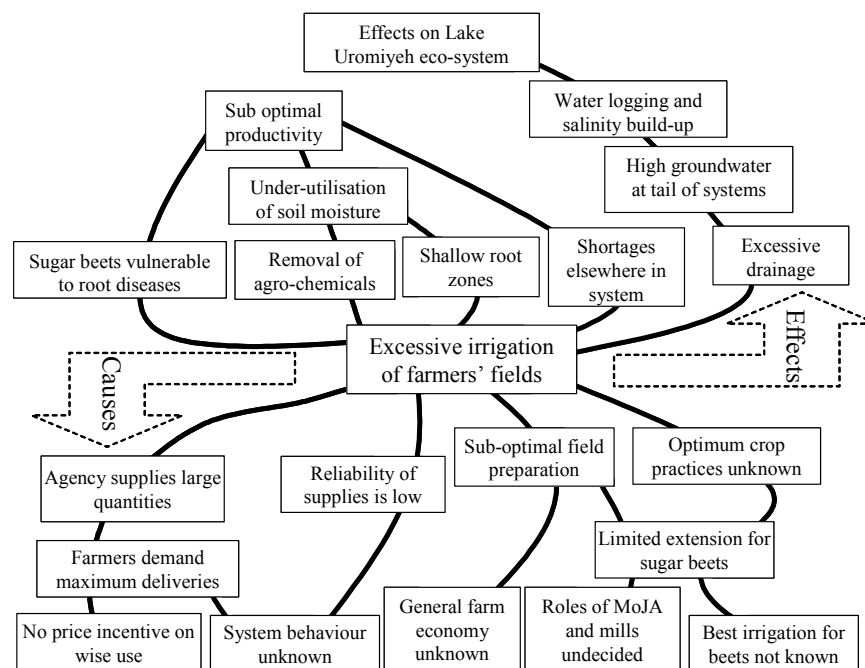 Effects on Lake
Uromiyeh eco-system
Water logging and
salinity build-up
Sub optimal
productivity
High groundwater
at tail of systems
Under-utilisation
of soil moisture
Sugar beets vulnerable
to root diseases
Removal of
agro-chemicals
Shallow root
zones
Shortages
elsewhere in
system
Excessive
drainage
Excessive irrigation
of farmers' fields
Causes
Effects
Agency supplies large
quantities
Reliability of
supplies is low
Sub-optimal field
preparation
Optimum crop
practices unknown
Farmers demand
maximum deliveries
Limited extension for
sugar beets
No price incentive on
wise use
System behaviour
unknown
General farm
economy
unknown
Roles of MoJA
and mills
undecided
Best irrigation for
beets not known